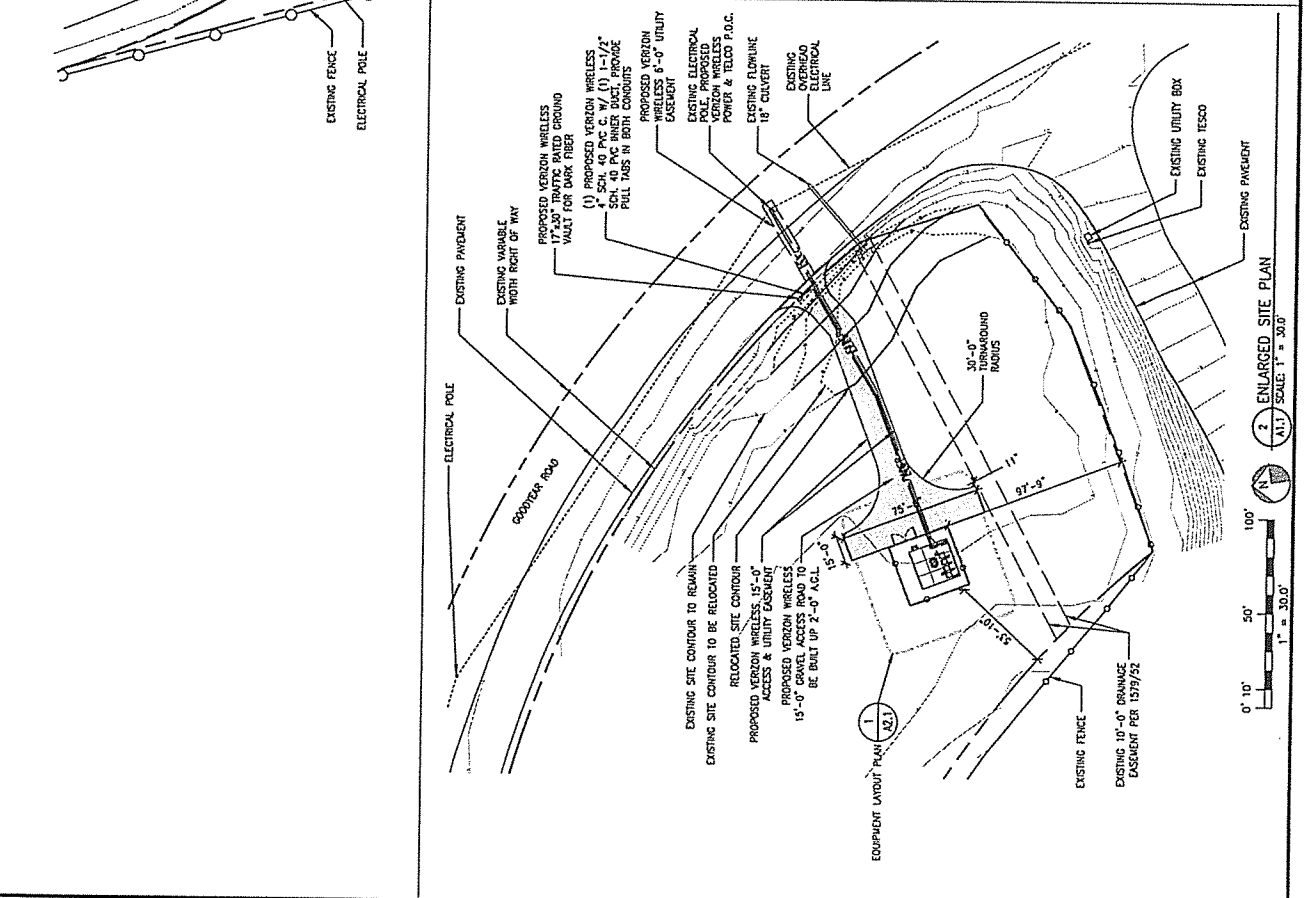 EXISTING FENCE
ELECTRICAL POLE
ELECTRICAL POLE
EXISTING PAVEMENT
EXISTING VARIABLE
WIDTH RIGHT OF WAY
PROPOSED VERIZON WIRELESS
17"x30" TRAFFIC RATED GROUND
VAULT FOR DARK FIBER
(1) PROPOSED VERIZON WIRELESS
4" SCH. 40 PVC C. W/ (1) 1-1/2"
SCH. 40 PVC INNER DUCT, PROVIDE
PULL TABS IN BOTH CONDUITS
PROPOSED VERIZON
WIRELESS 6'-0" UTILITY
EASEMENT
EXISTING ELECTRICAL
POLE, PROPOSED
VERIZON WIRELESS
POWER & TELCO P.O.C.
EXISTING FLOWLINE
18" CULVERT
EXISTING
OVERHEAD
ELECTRICAL
LINE
GOODYEAR ROAD
EXISTING SITE CONTOUR TO REMAIN
EXISTING SITE CONTOUR TO BE RELOCATED
RELOCATED SITE CONTOUR
PROPOSED VERIZON WIRELESS, 15'-0"
ACCESS & UTILITY EASEMENT
PROPOSED VERIZON WIRELESS
15'-0" GRAVEL ACCESS ROAD TO
BE BUILT UP 2'-0" A.G.L.
15'-0"
30'-0"
TURNAROUND
RADIUS
11"
97'-9"
53'-10"
EQUIPMENT LAYOUT PLAN
1
A2.1
EXISTING FENCE
EXISTING 10'-0" DRAINAGE
EASEMENT PER 1579/52
EXISTING UTILITY BOX
EXISTING TESCO
EXISTING PAVEMENT
0' 10' 50' 100'
1" = 30.0'
N
2
A1.1
ENLARGED SITE PLAN
SCALE: 1" = 30.0'